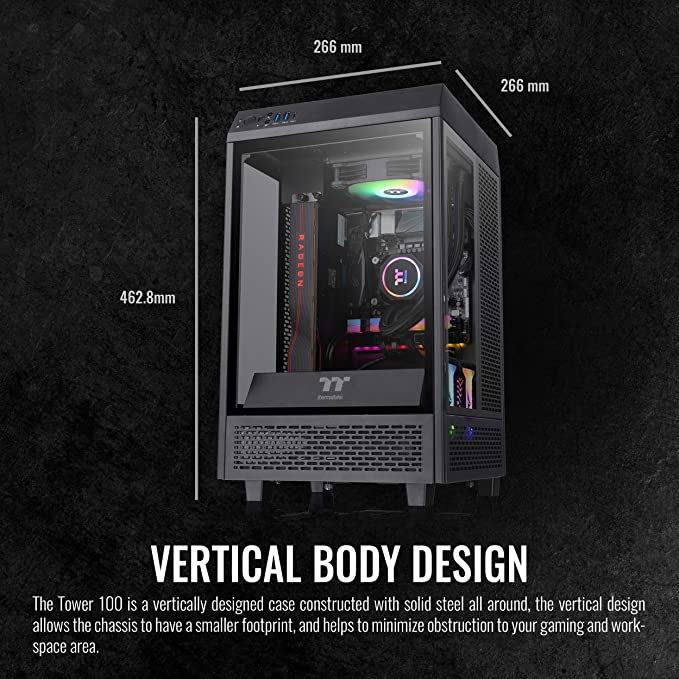 266 mm
266 mm
462.8mm
RADEON
thermaltake
VERTICAL BODY DESIGN
The Tower 100 is a vertically designed case constructed with solid steel all around, the vertical design
allows the chassis to have a smaller footprint, and helps to minimize obstruction to your gaming and work-
space area.